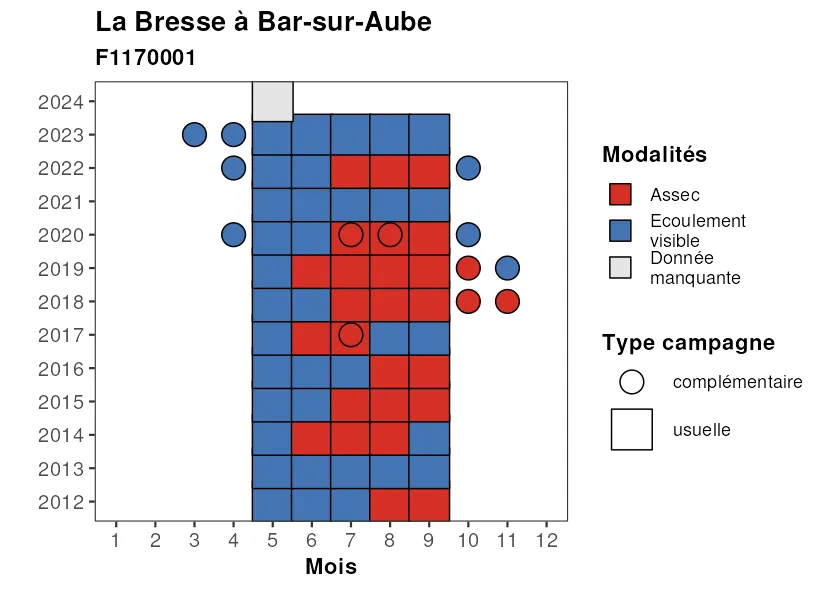 La Bresse à Bar-sur-Aube
F1170001
2024
2023
2022
2021
2020
2019
2018
2017
2016
2015
2014
2013
2012
1 2 3 4 5 6 7 8 9 10 11 12
Mois
Modalités
Assec
Ecoulement
visible
Donnée
manquante
Type campagne
complémentaire
usuelle